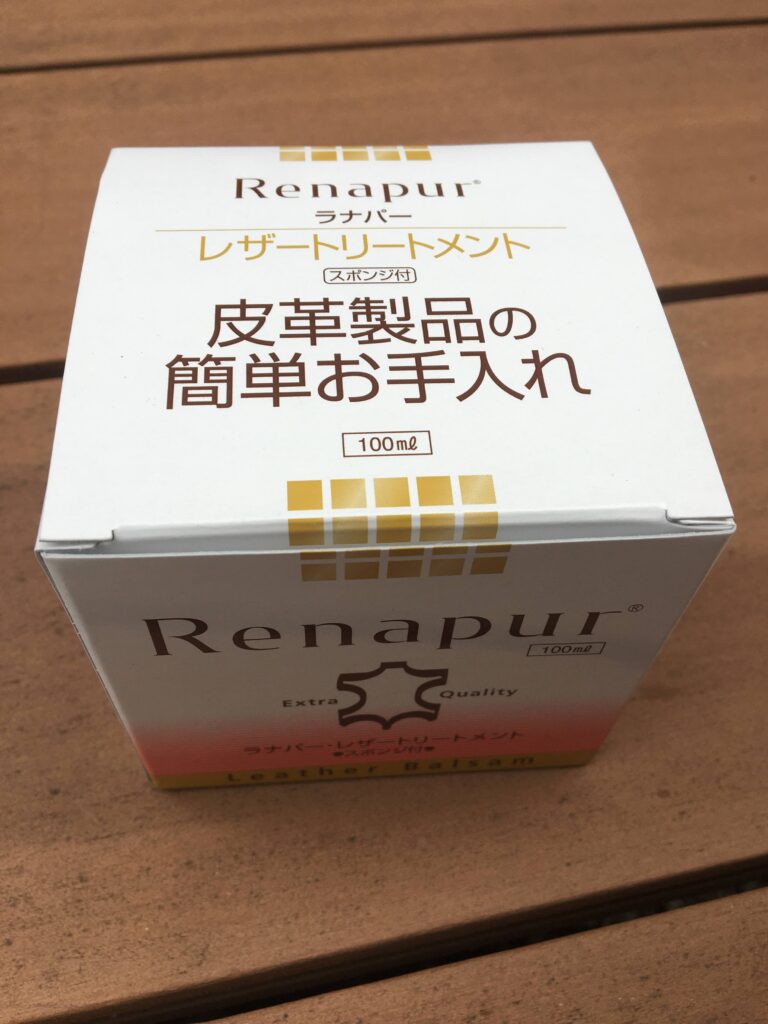 Renapur®
ラナパー
レザートリートメント
スポンジ付
皮革製品の
簡単お手入れ
100㎖
Renapur®
100㎖
Extra Quality
ラナパー・レザートリートメント
●スポンジ付●
Leather Balsam